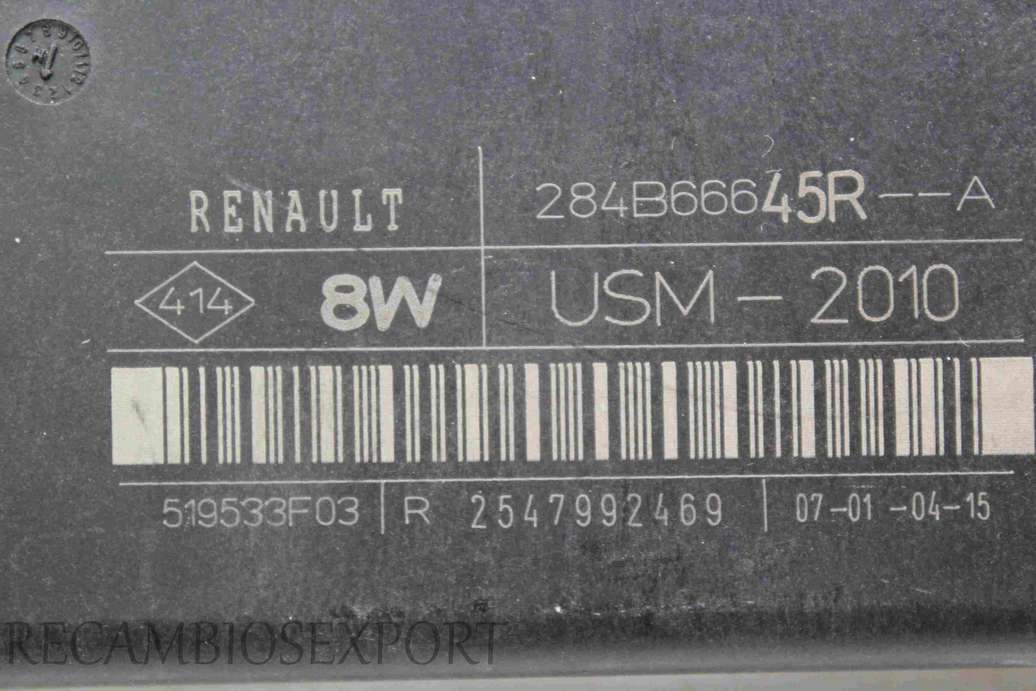 RENAULT 284B66645R--A
414 8W USM-2010
519533F03 R 2547992469 07-01-04-15
RECAMBIOSEXPORT